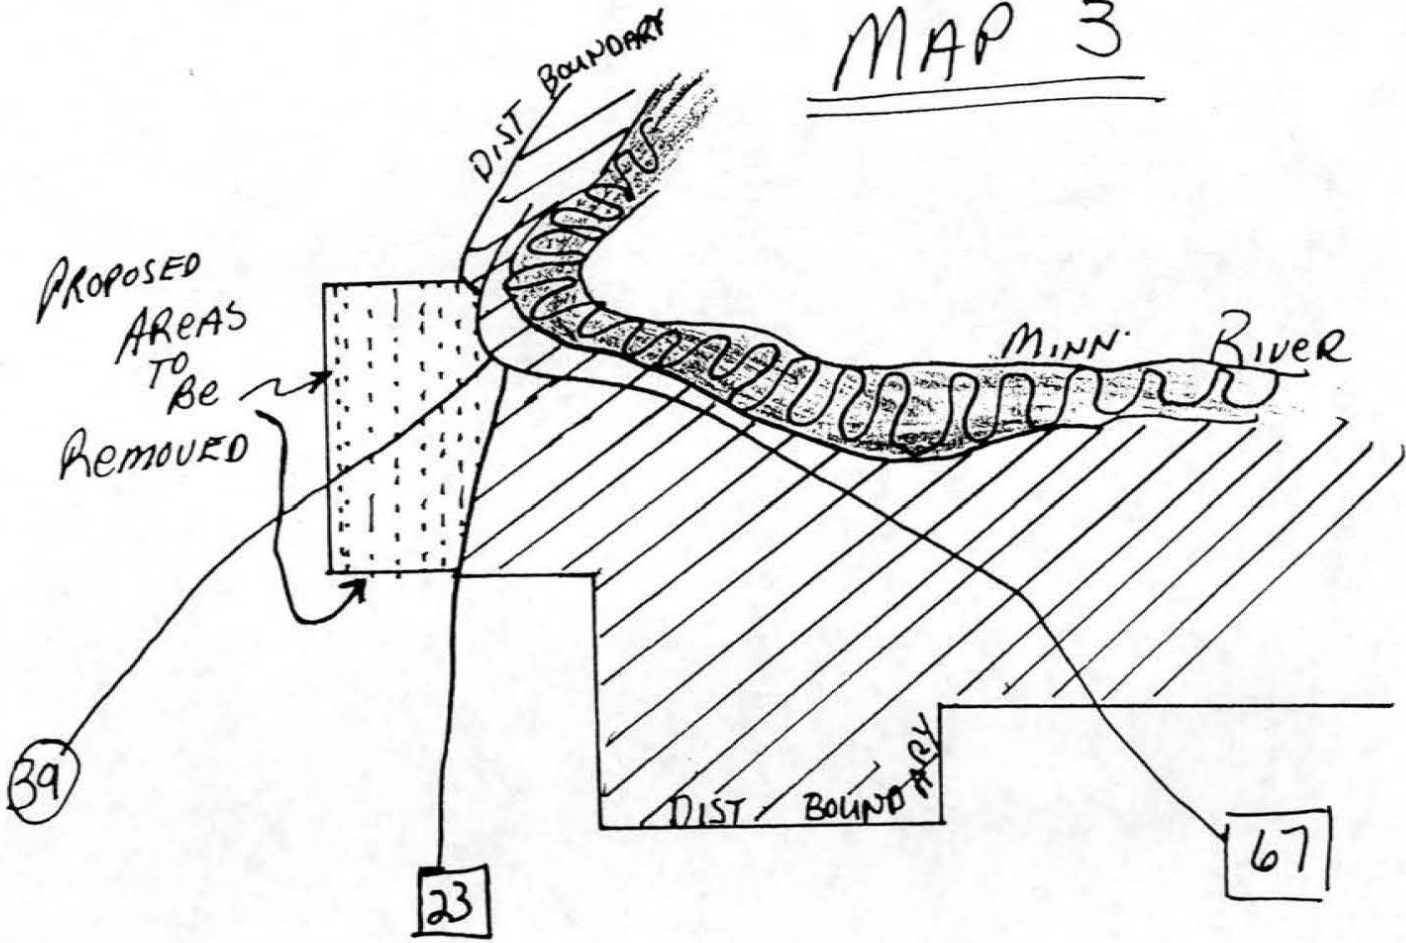 MAP 3
DIST BOUNDARY
PROPOSED
AREAS
TO
BE
REMOVED
MINN. RIVER
DIST BOUNDARY
39
23
67